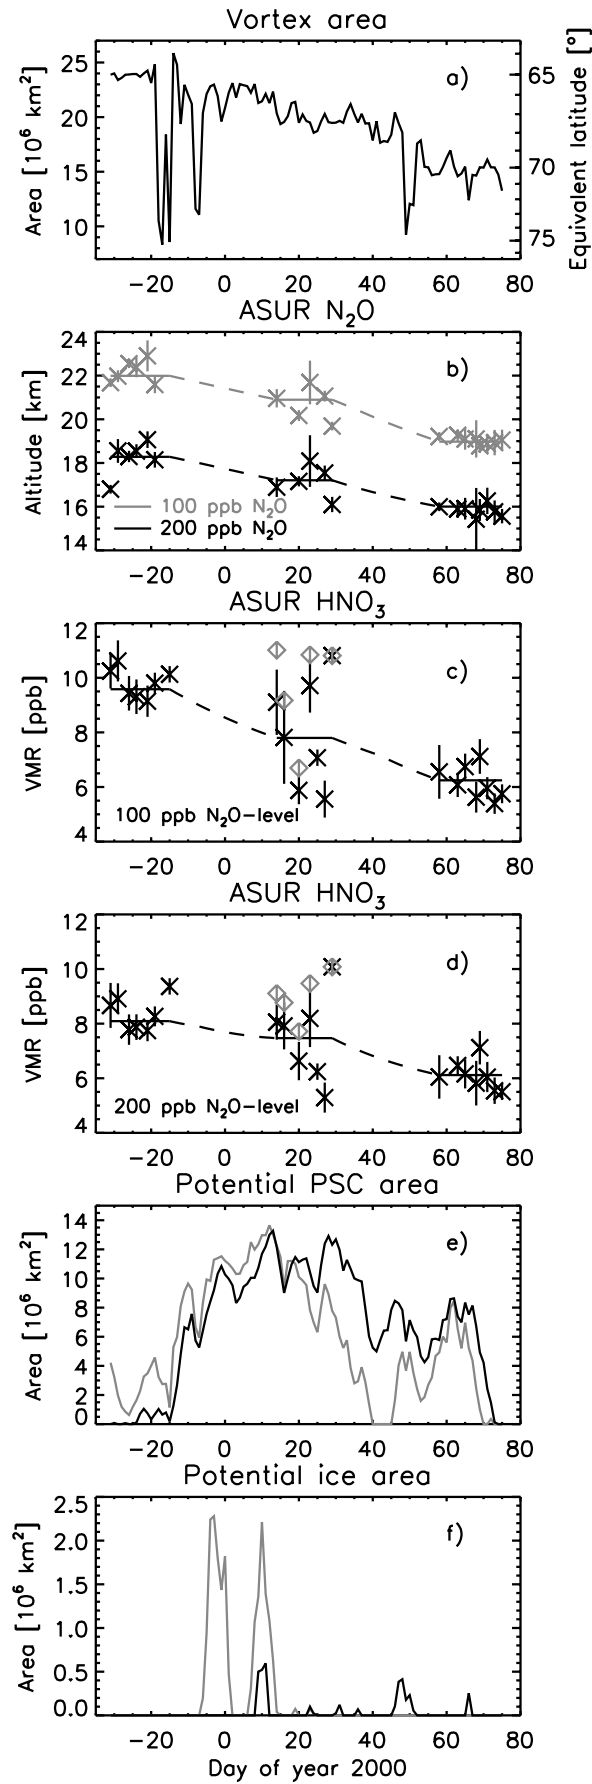 Vortex area
Area [10⁶ km²]
Equivalent latitude [°]
25
20
15
10
65
70
75
a)
−20 0 20 40 60 80
ASUR N₂O
Altitude [km]
24
22
20
18
16
14
b)
100 ppb N₂O
200 ppb N₂O
−20 0 20 40 60 80
ASUR HNO₃
VMR [ppb]
12
10
8
6
4
c)
100 ppb N₂O-level
−20 0 20 40 60 80
ASUR HNO₃
VMR [ppb]
12
10
8
6
4
d)
200 ppb N₂O-level
−20 0 20 40 60 80
Potential PSC area
Area [10⁶ km²]
14
12
10
8
6
4
2
0
e)
−20 0 20 40 60 80
Potential ice area
Area [10⁶ km²]
2.5
2.0
1.5
1.0
0.5
0.0
f)
−20 0 20 40 60 80
Day of year 2000